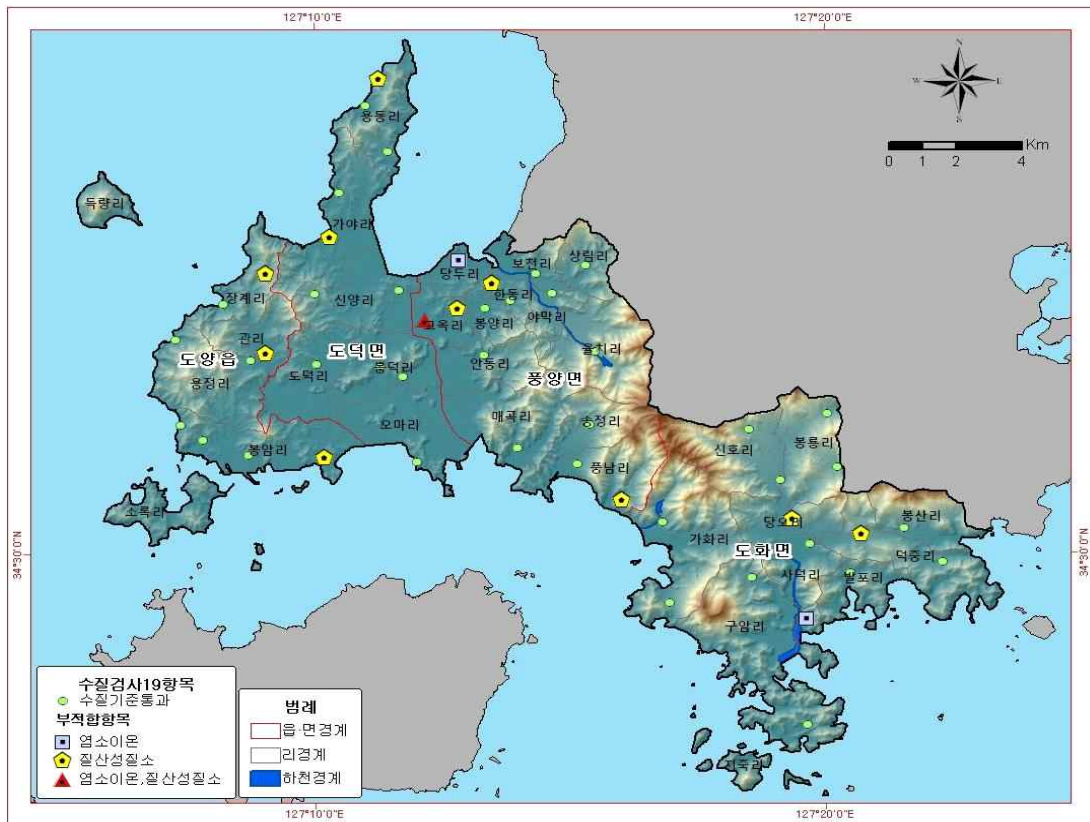 127°10'0"E
127°20'0"E
N
W
E
S
0 1 2 4 Km
용동리
득량리
가야리
당두리
보천리
상림리
장계리
신양리
한동리
고옥리
봉양리
야막리
관리
도양읍
도덕면
율치리
안동리
용정리
도덕리
용덕리
풍양면
매곡리
송정리
오마리
봉암리
신호리
봉룡리
풍남리
소록리
당오리
봉산리
가화리
도화면
덕중리
사덕리
발포리
구암리
지죽리
34°30'0"N
34°30'0"N
수질검사19항목
수질기준통과
부적합항목
염소이온
질산성질소
염소이온,질산성질소
범례
읍·면경계
리경계
하천경계
127°10'0"E
127°20'0"E